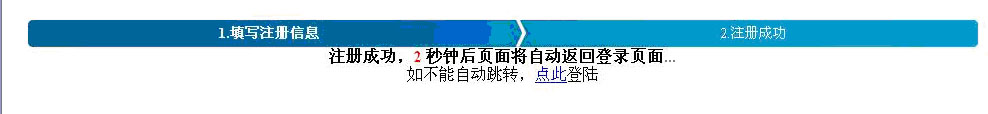 1.填写注册信息 2.注册成功
注册成功，2 秒钟后页面将自动返回登录页面...
如不能自动跳转，点此登陆